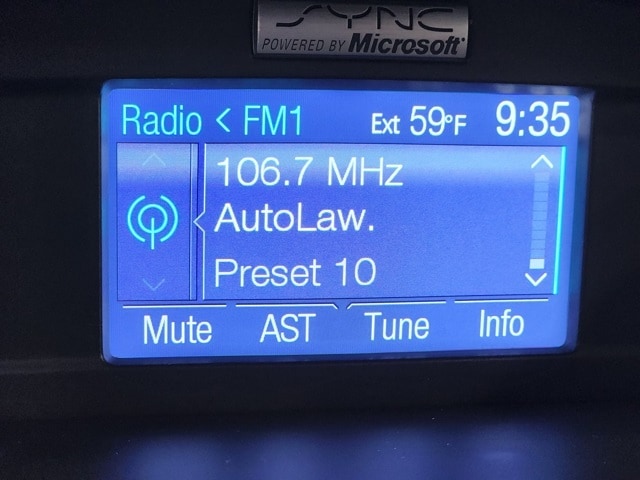 SYNC
POWERED BY Microsoft
Radio < FM1 Ext 59°F 9:35
106.7 MHz
AutoLaw.
Preset 10
Mute AST Tune Info